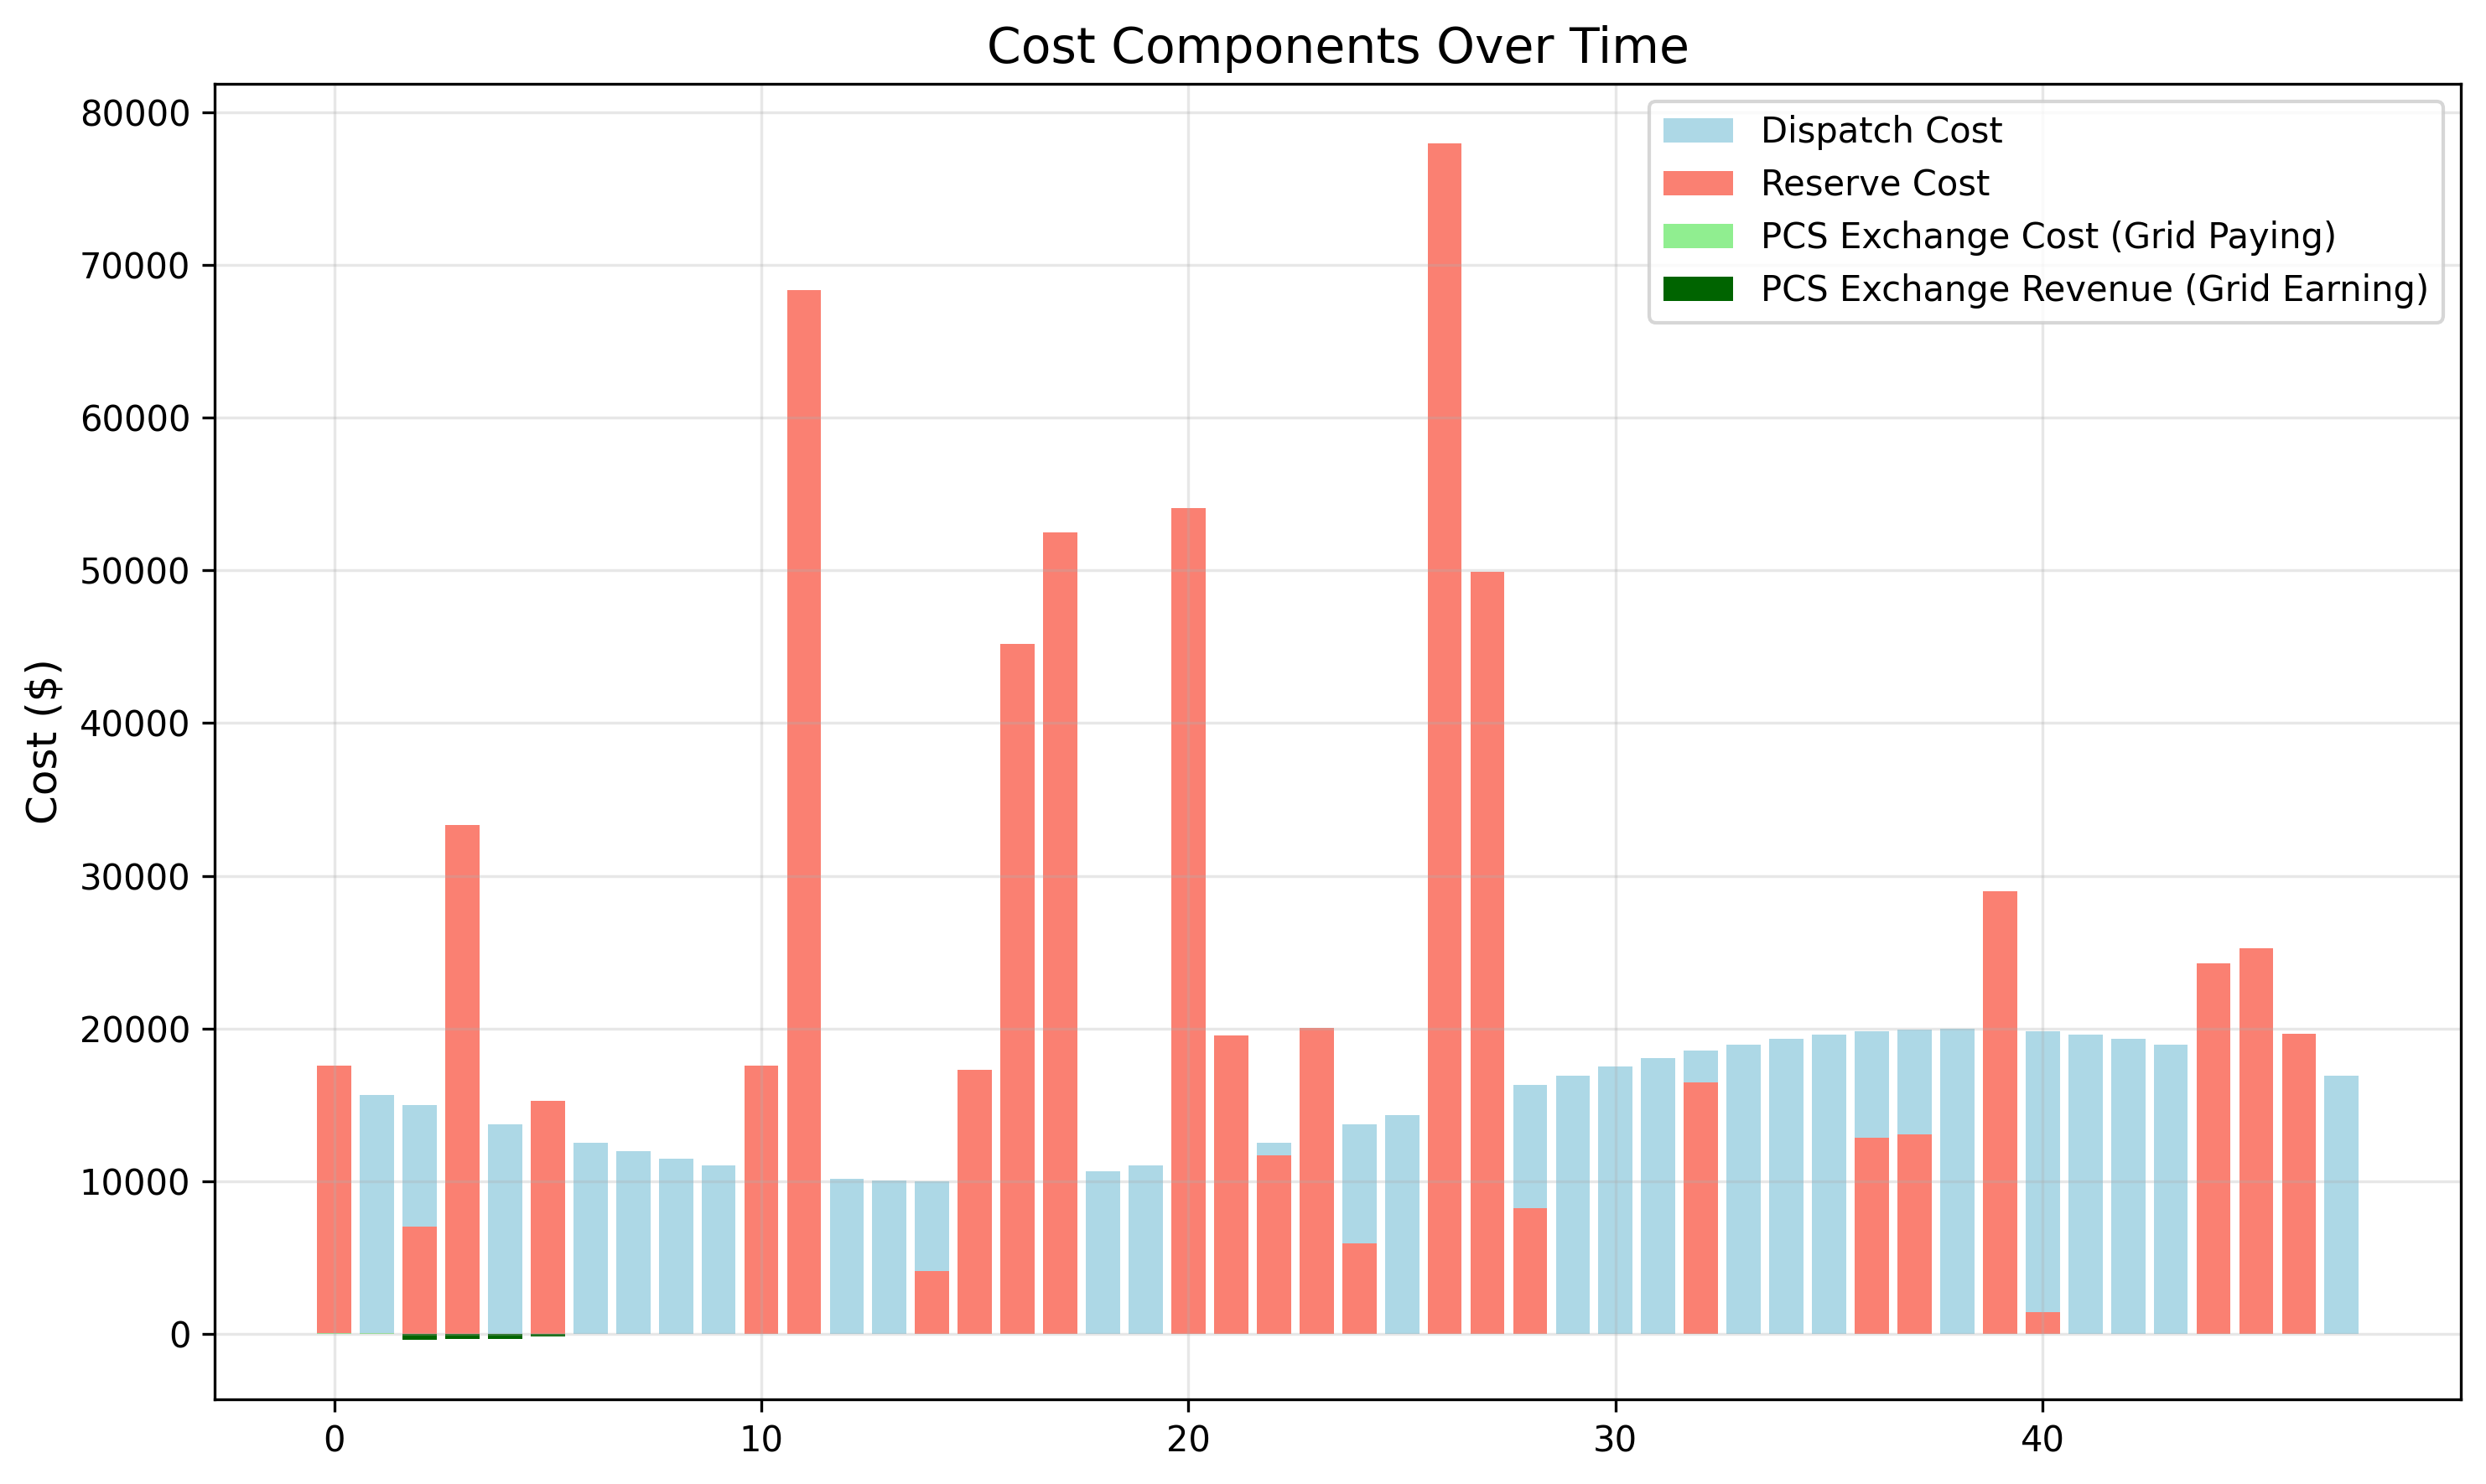 Cost Components Over Time
Cost ($)
80000
70000
60000
50000
40000
30000
20000
10000
0
Dispatch Cost
Reserve Cost
PCS Exchange Cost (Grid Paying)
PCS Exchange Revenue (Grid Earning)
0 10 20 30 40